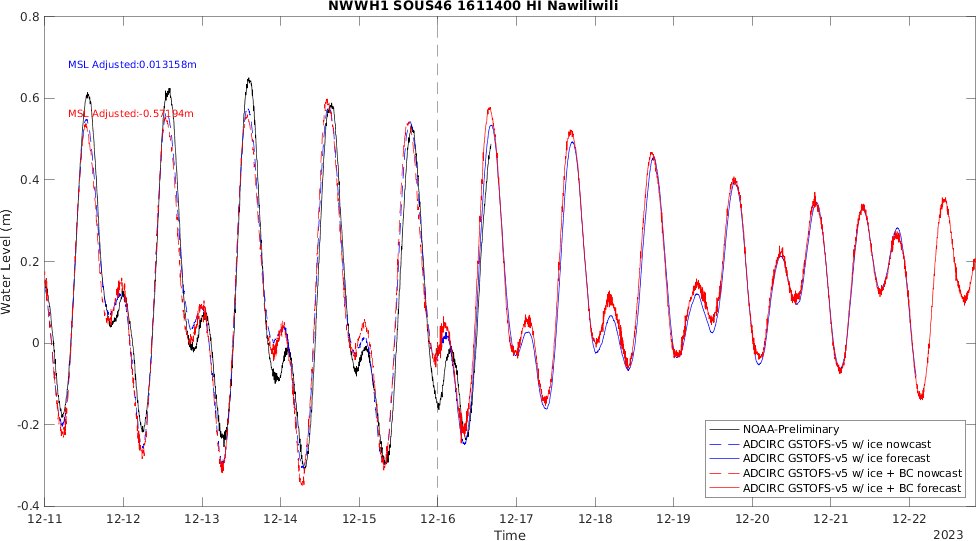 NWWH1 SOUS46 1611400 HI Nawiliwili
0.8
0.6
0.4
0.2
0
-0.2
-0.4
Water Level (m)
MSL Adjusted:0.013158m
MSL Adjusted:-0.57194m
NOAA-Preliminary
ADCIRC GSTOFS-v5 w/ ice nowcast
ADCIRC GSTOFS-v5 w/ ice forecast
ADCIRC GSTOFS-v5 w/ ice + BC nowcast
ADCIRC GSTOFS-v5 w/ ice + BC forecast
12-11 12-12 12-13 12-14 12-15 12-16 12-17 12-18 12-19 12-20 12-21 12-22
Time
2023